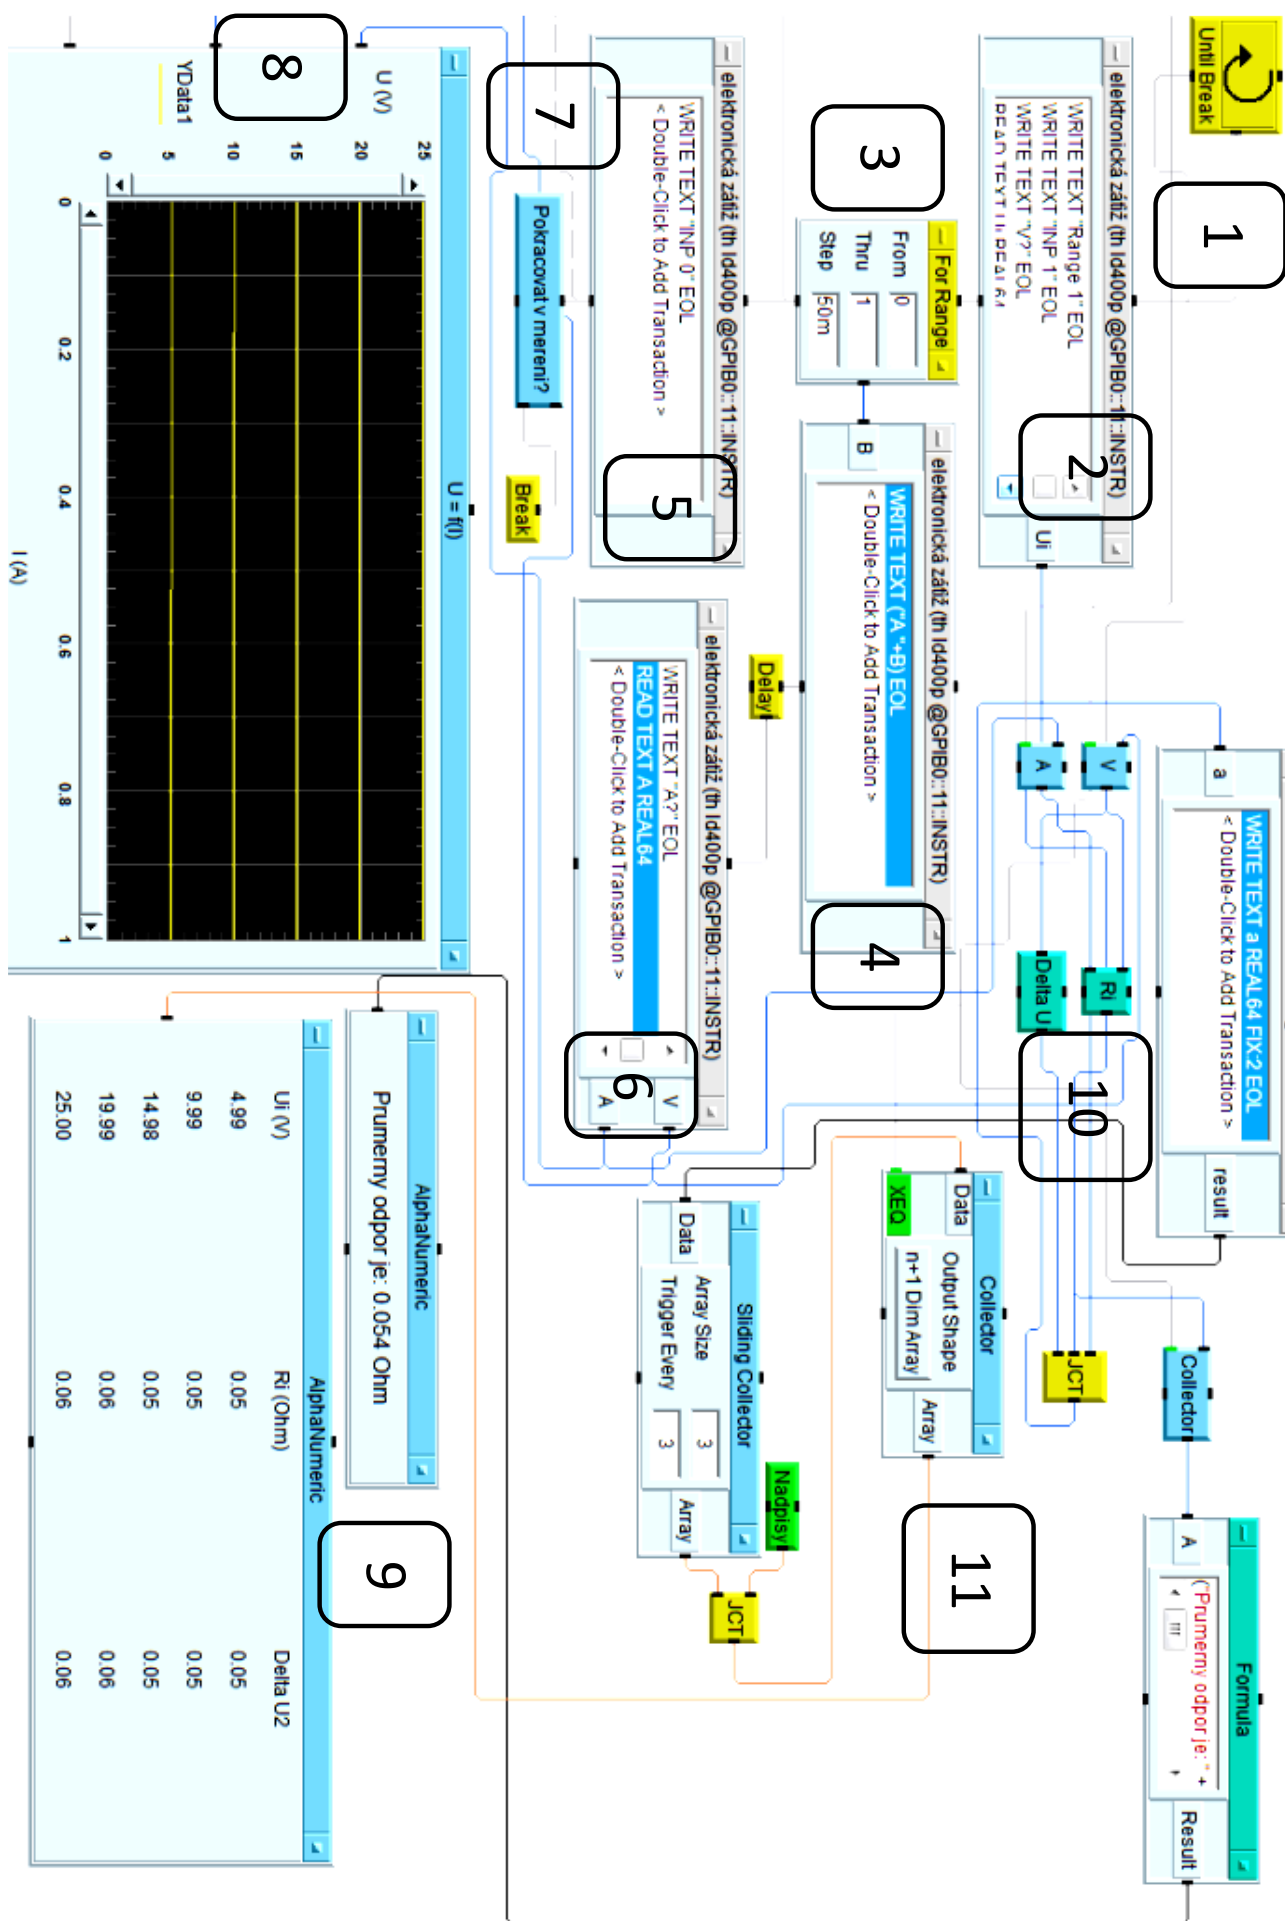 Until Break
1
elektronická zátiž (th ld400p @GPIB0::11::INSTR)
WRITE TEXT "Range 1" EOL
WRITE TEXT "INP 1" EOL
WRITE TEXT "V?" EOL
READ TEXT Ui REAL64
Ui
2
3
For Range
From 0
Thru 1
Step 50m
elektronická zátiž (th ld400p @GPIB0::11::INSTR)
B
WRITE TEXT ("A "+B) EOL
< Double-Click to Add Transaction >
4
Delay
elektronická zátiž (th ld400p @GPIB0::11::INSTR)
WRITE TEXT "INP 0" EOL
< Double-Click to Add Transaction >
5
elektronická zátiž (th ld400p @GPIB0::11::INSTR)
WRITE TEXT "A?" EOL
READ TEXT A REAL64
< Double-Click to Add Transaction >
V
A
6
7
Pokracovat v mereni?
Break
8
U = f(I)
U (V)
YData1
25
20
15
10
5
0
0 0.2 0.4 0.6 0.8 1
I (A)
a
WRITE TEXT a REAL64 FIX:2 EOL
< Double-Click to Add Transaction >
result
V
A
Ri
Delta U
10
JCT
Collector
Formula
A
("Prumerny odpor je: " +
Result
Collector
Data
XEQ
Output Shape
n+1 Dim Array
Array
11
Sliding Collector
Data
Array Size 3
Trigger Every 3
Array
Nadpisy
JCT
AlphaNumeric
Prumerny odpor je: 0.054 Ohm
9
AlphaNumeric
Ui (V) Ri (Ohm) Delta U2
4.99 0.05 0.05
9.999 0.05 0.05
14.98 0.05 0.05
19.99 0.06 0.06
25.00 0.06 0.06